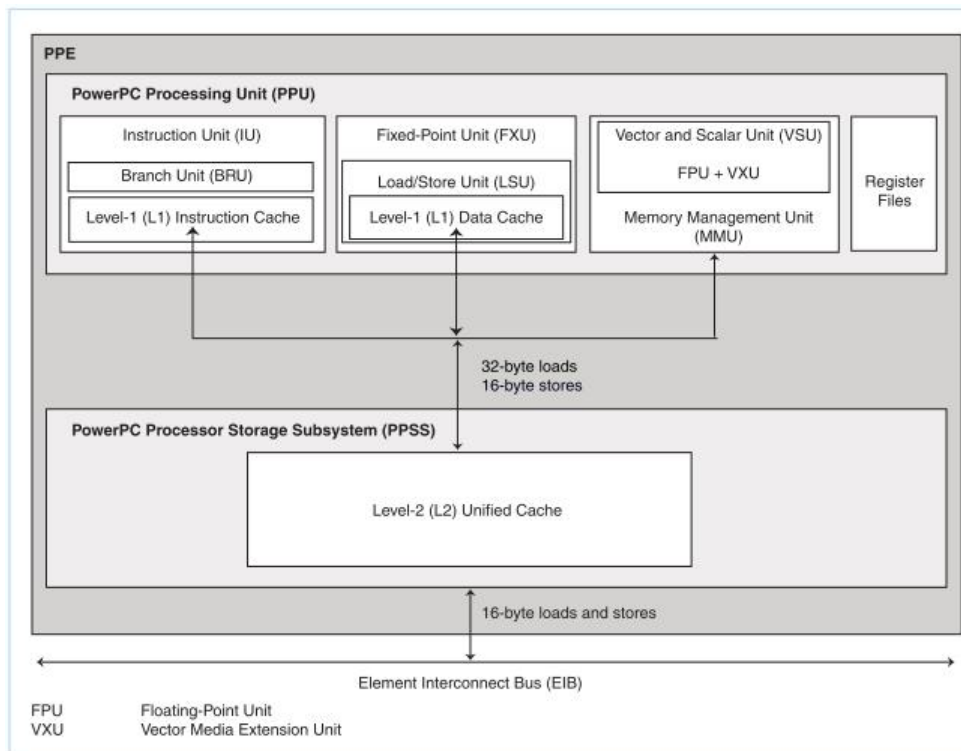 PPE
PowerPC Processing Unit (PPU)
Instruction Unit (IU)
Branch Unit (BRU)
Level-1 (L1) Instruction Cache
Fixed-Point Unit (FXU)
Load/Store Unit (LSU)
Level-1 (L1) Data Cache
Vector and Scalar Unit (VSU)
FPU + VXU
Memory Management Unit
(MMU)
Register
Files
32-byte loads
16-byte stores
PowerPC Processor Storage Subsystem (PPSS)
Level-2 (L2) Unified Cache
16-byte loads and stores
Element Interconnect Bus (EIB)
FPU Floating-Point Unit
VXU Vector Media Extension Unit